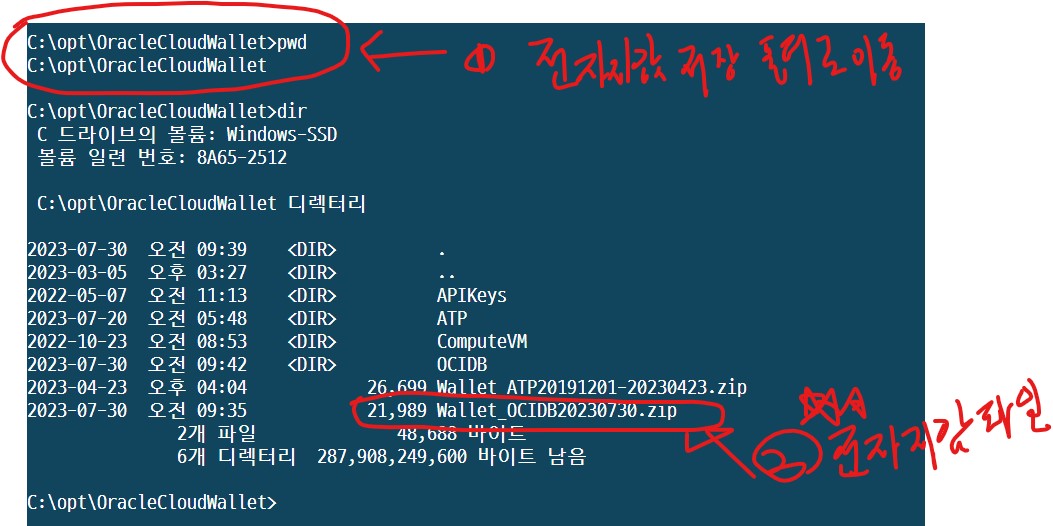 C:\opt\OracleCloudWallet>pwd
C:\opt\OracleCloudWallet
① 전자지갑 저장 폴더로 이동
C:\opt\OracleCloudWallet>dir
C 드라이브의 볼륨: Windows-SSD
볼륨 일련 번호: 8A65-2512
C:\opt\OracleCloudWallet 디렉터리
2023-07-30 오전 09:39 <DIR> .
2023-03-05 오후 03:27 <DIR> ..
2022-05-07 오전 11:13 <DIR> APIKeys
2023-07-20 오전 05:48 <DIR> ATP
2022-10-23 오전 08:53 <DIR> ComputeVM
2023-07-30 오전 09:42 <DIR> OCIDB
2023-04-23 오후 04:04 26,699 Wallet_ATP20191201-20230423.zip
2023-07-30 오전 09:35 21,989 Wallet_OCIDB20230730.zip
② 전자지갑 파일
2개 파일 48,688 바이트
6개 디렉터리 287,908,249,600 바이트 남음
C:\opt\OracleCloudWallet>